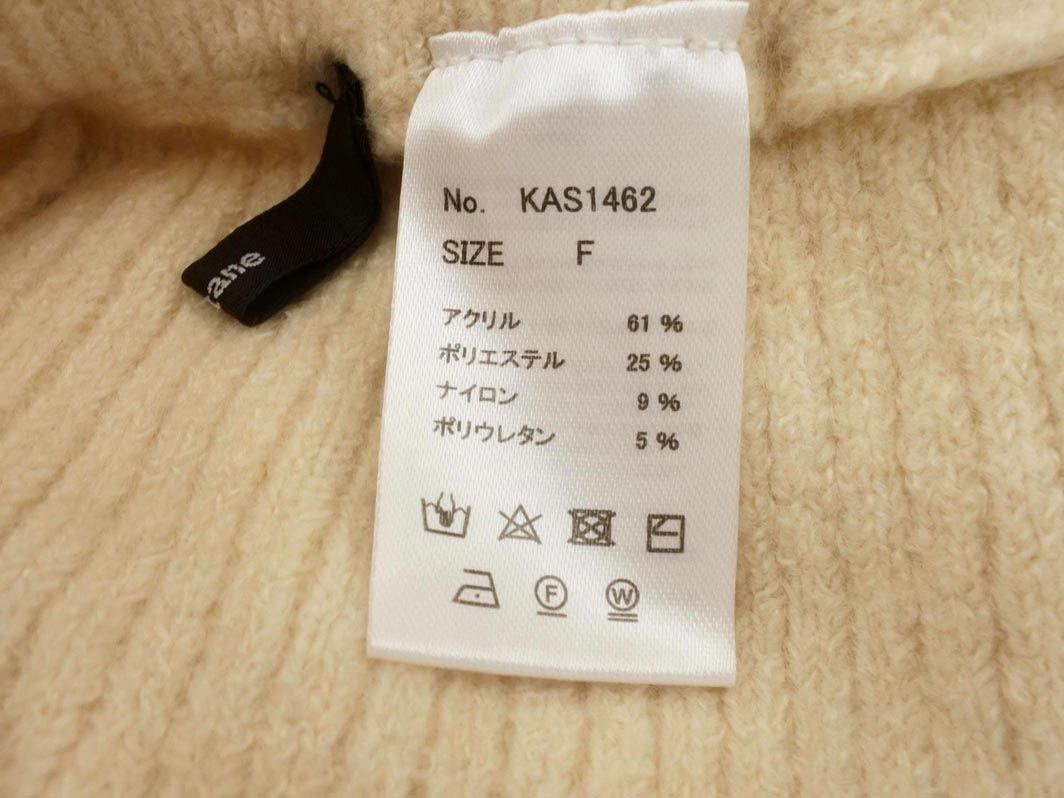 No. KAS1462
SIZE F
アクリル 61 %
ポリエステル 25 %
ナイロン 9 %
ポリウレタン 5 %
F W